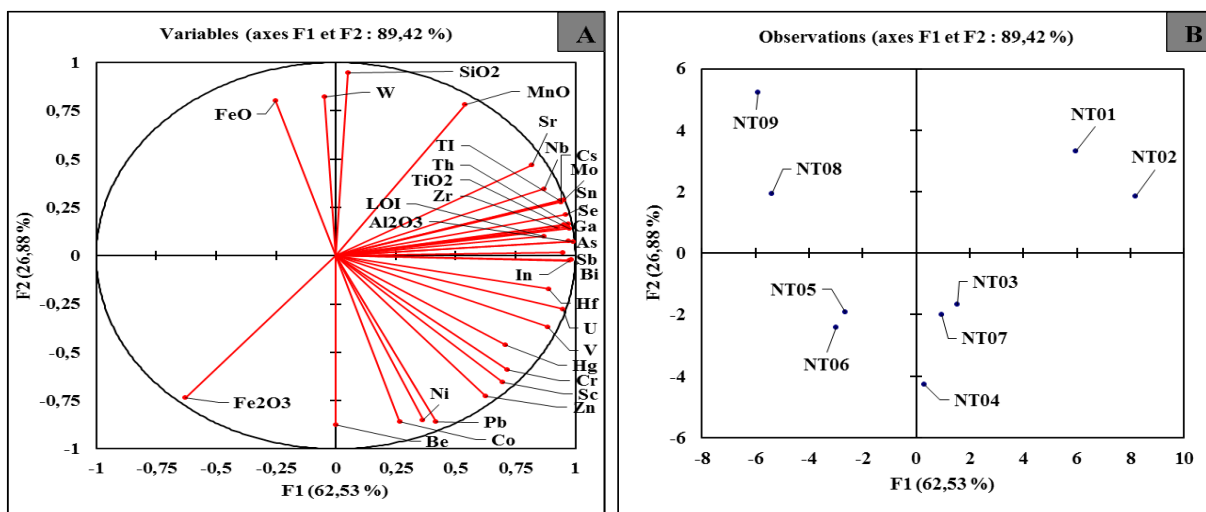 Variables (axes F1 et F2 : 89,42 %)
A
F2 (26,88 %)
1
0,75
0,5
0,25
0
-0,25
-0,5
-0,75
-1
SiO2
W
FeO
MnO
Sr
TI
Nb
Cs
Th
Mo
TiO2
Sn
Zr
LOI
Se
Al2O3
Ga
As
Sb
In
Bi
Hf
U
V
Hg
Cr
Sc
Zn
Ni
Pb
Co
Be
Fe2O3
-1
-0,75
-0,5
-0,25
0
0,25
0,5
0,75
1
F1 (62,53 %)
Observations (axes F1 et F2 : 89,42 %)
B
F2 (26,88 %)
6
4
2
0
-2
-4
-6
NT09
NT01
NT08
NT02
NT05
NT03
NT06
NT07
NT04
-8
-6
-4
-2
0
2
4
6
8
10
F1 (62,53 %)